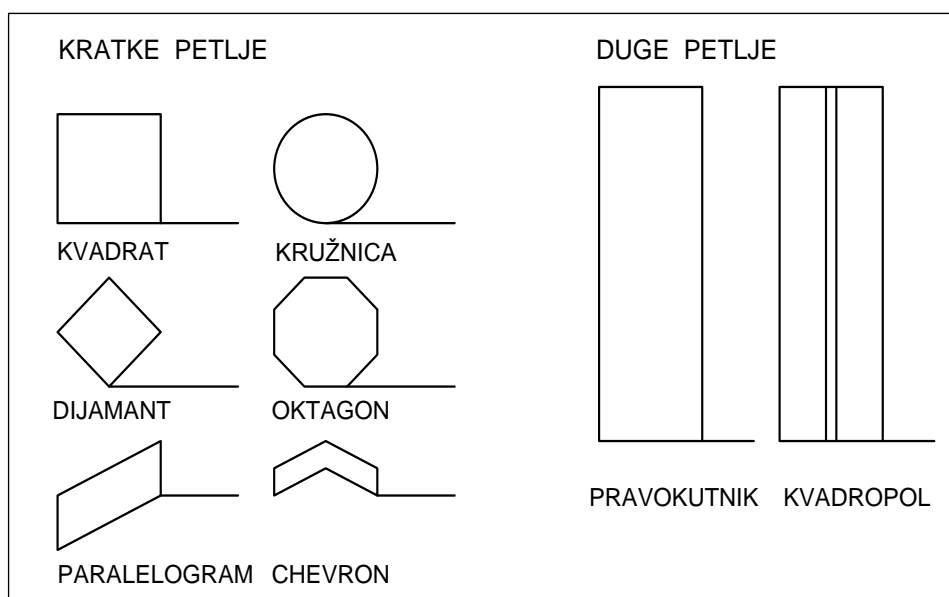 KRATKE PETLJE
KVADRAT
KRUŽNICA
DIJAMANT
OKTAGON
PARALELOGRAM
CHEVRON
DUGE PETLJE
PRAVOKUTNIK
KVADROPOL